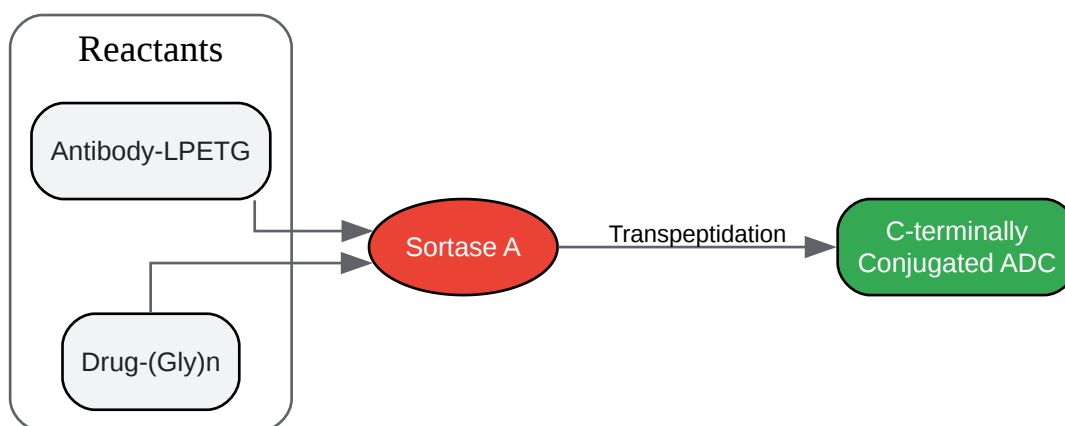 Reactants
Antibody-LPETG
Drug-(Gly)n
Sortase A
Transpeptidation
C-terminally
Conjugated ADC